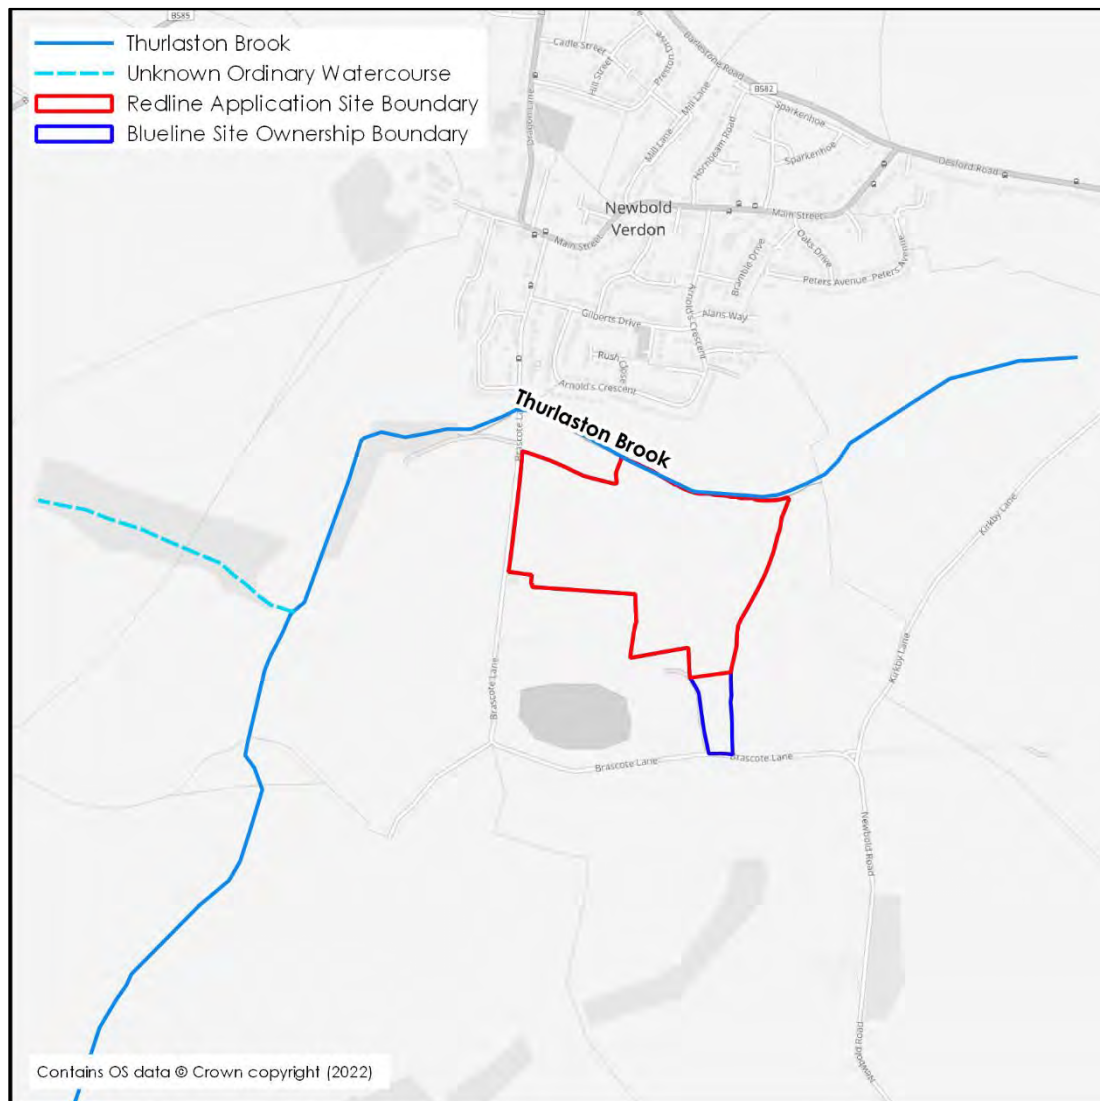 B585
Thurlaston Brook
Unknown Ordinary Watercourse
Redline Application Site Boundary
Blueline Site Ownership Boundary
Cadle Street
Hill Street
Preston Drive
Dragon Lane
Barlestone Road
B582
Mill Lane
Mill Lane
Hornbeam Road
Sparkenhoe
Sparkenhoe
Desford Road
Newbold
Verdon
Main Street
Main Street
Oaks Drive
Bramble Drive
Peters Avenue
Peters Avenue
Arnold's Crescent
Gilberts Drive
Alans Way
Rush Close
Arnold's Crescent
Thurlaston Brook
Brascote Lane
Kirkby Lane
Kirkby Lane
Brascote Lane
Brascote Lane
Brascote Lane
Newbold Road
Newbold Road
Contains OS data © Crown copyright (2022)